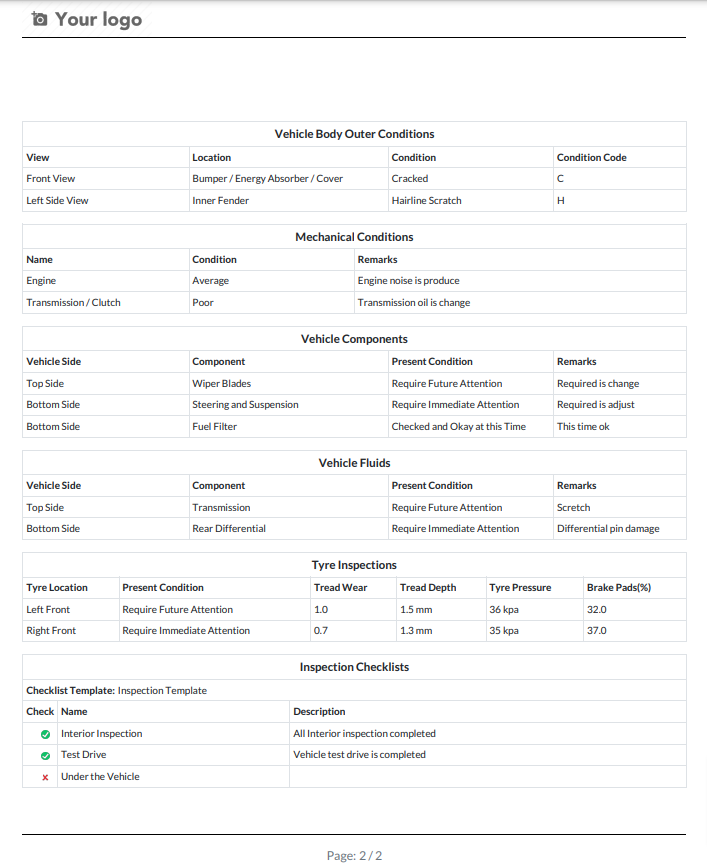 Your logo
Vehicle Body Outer Conditions
View Location Condition Condition Code
Front View Bumper / Energy Absorber / Cover Cracked C
Left Side View Inner Fender Hairline Scratch H
Mechanical Conditions
Name Condition Remarks
Engine Average Engine noise is produce
Transmission / Clutch Poor Transmission oil is change
Vehicle Components
Vehicle Side Component Present Condition Remarks
Top Side Wiper Blades Require Future Attention Required is change
Bottom Side Steering and Suspension Require Immediate Attention Required is adjust
Bottom Side Fuel Filter Checked and Okay at this Time This time ok
Vehicle Fluids
Vehicle Side Component Present Condition Remarks
Top Side Transmission Require Future Attention Scretch
Bottom Side Rear Differential Require Immediate Attention Differential pin damage
Tyre Inspections
Tyre Location Present Condition Tread Wear Tread Depth Tyre Pressure Brake Pads(%)
Left Front Require Future Attention 1.0 1.5 mm 36 kpa 32.0
Right Front Require Immediate Attention 0.7 1.3 mm 35 kpa 37.0
Inspection Checklists
Checklist Template: Inspection Template
Check Name Description
Interior Inspection All Interior inspection completed
Test Drive Vehicle test drive is completed
Under the Vehicle
Page: 2 / 2